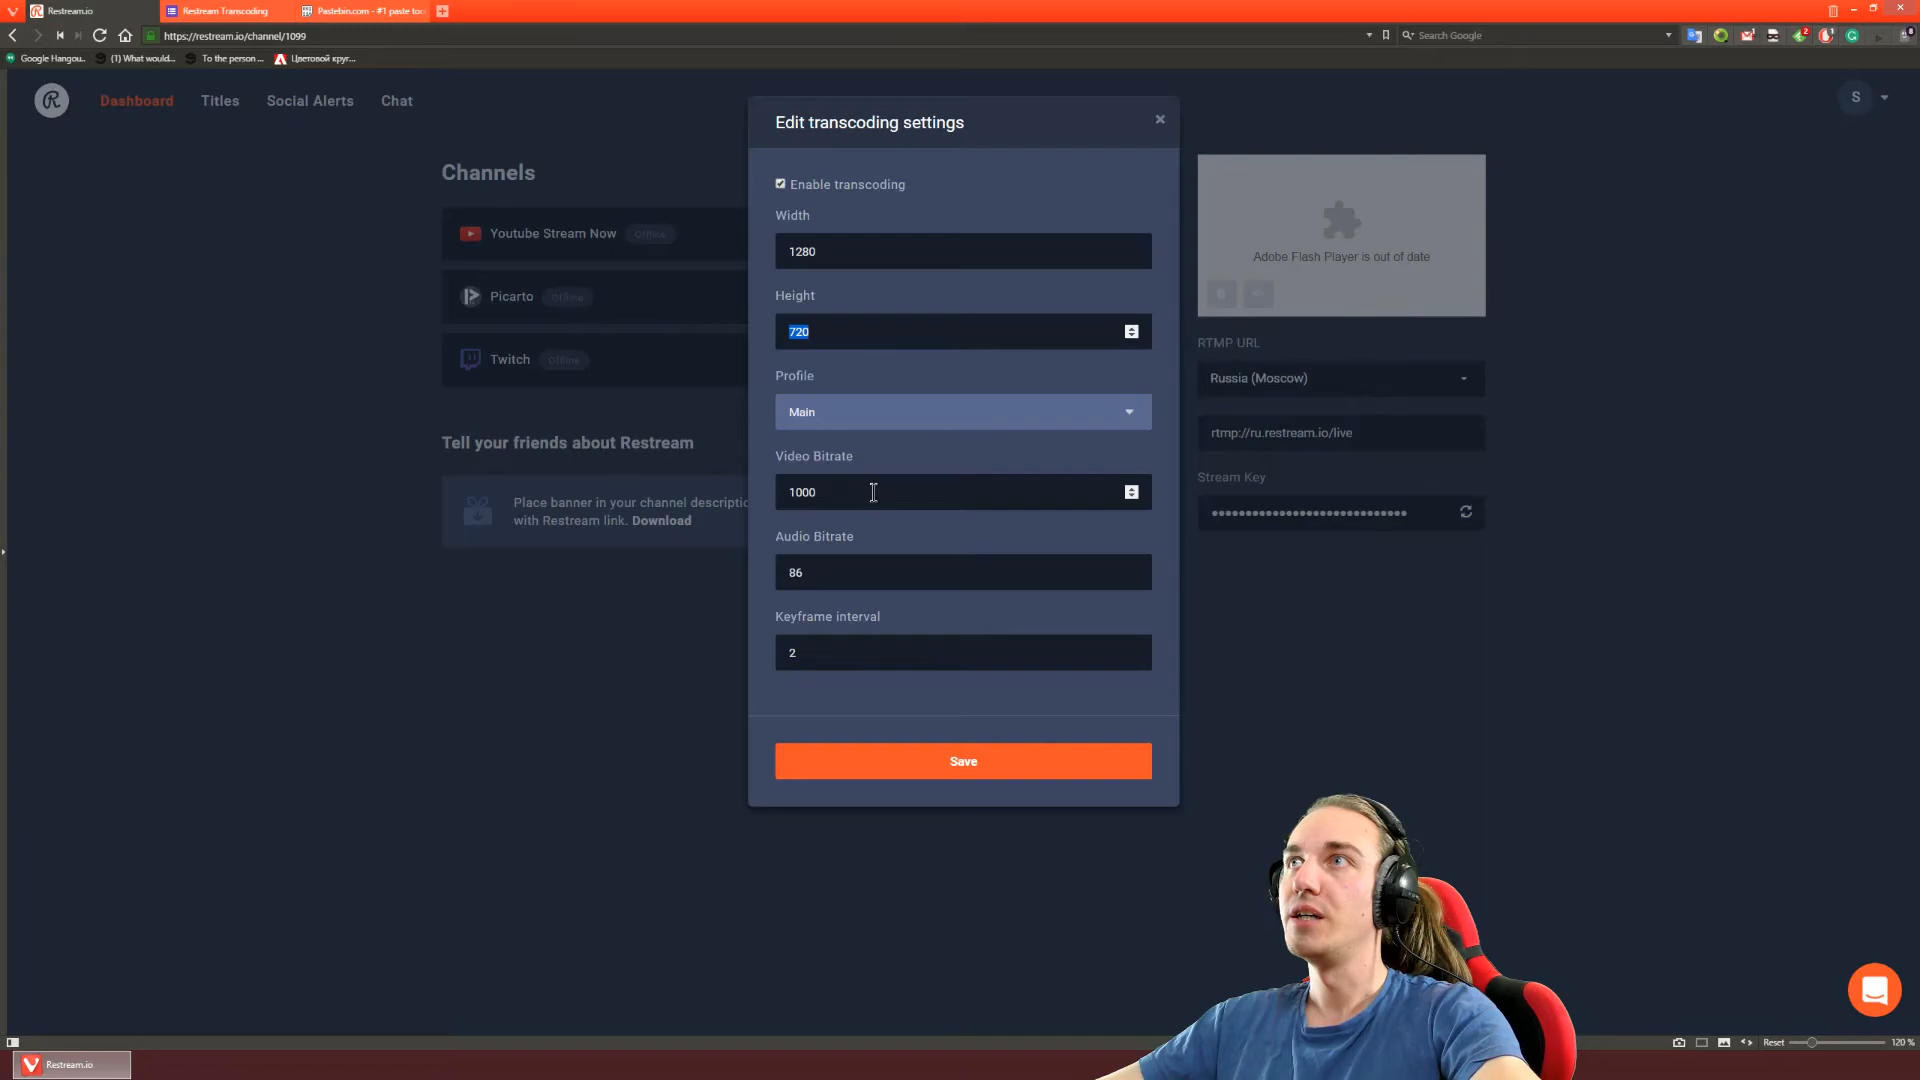 Restream.io
Restream Transcoding
Pastebin.com - #1 paste too
https://restream.io/channel/1099
Search Google
Google Hangou..
(1) What would...
To the person ...
Цветовой круг...
Dashboard
Titles
Social Alerts
Chat
S
Edit transcoding settings
Enable transcoding
Width
1280
Height
720
Profile
Main
Video Bitrate
1000
Audio Bitrate
86
Keyframe interval
2
Save
Channels
Youtube Stream Now
Offline
Picarto
Offline
Twitch
Offline
Tell your friends about Restream
Place banner in your channel descriptio
with Restream link. Download
Adobe Flash Player is out of date
RTMP URL
Russia (Moscow)
rtmp://ru.restream.io/live
Stream Key
Reset
120 %
Restream.io